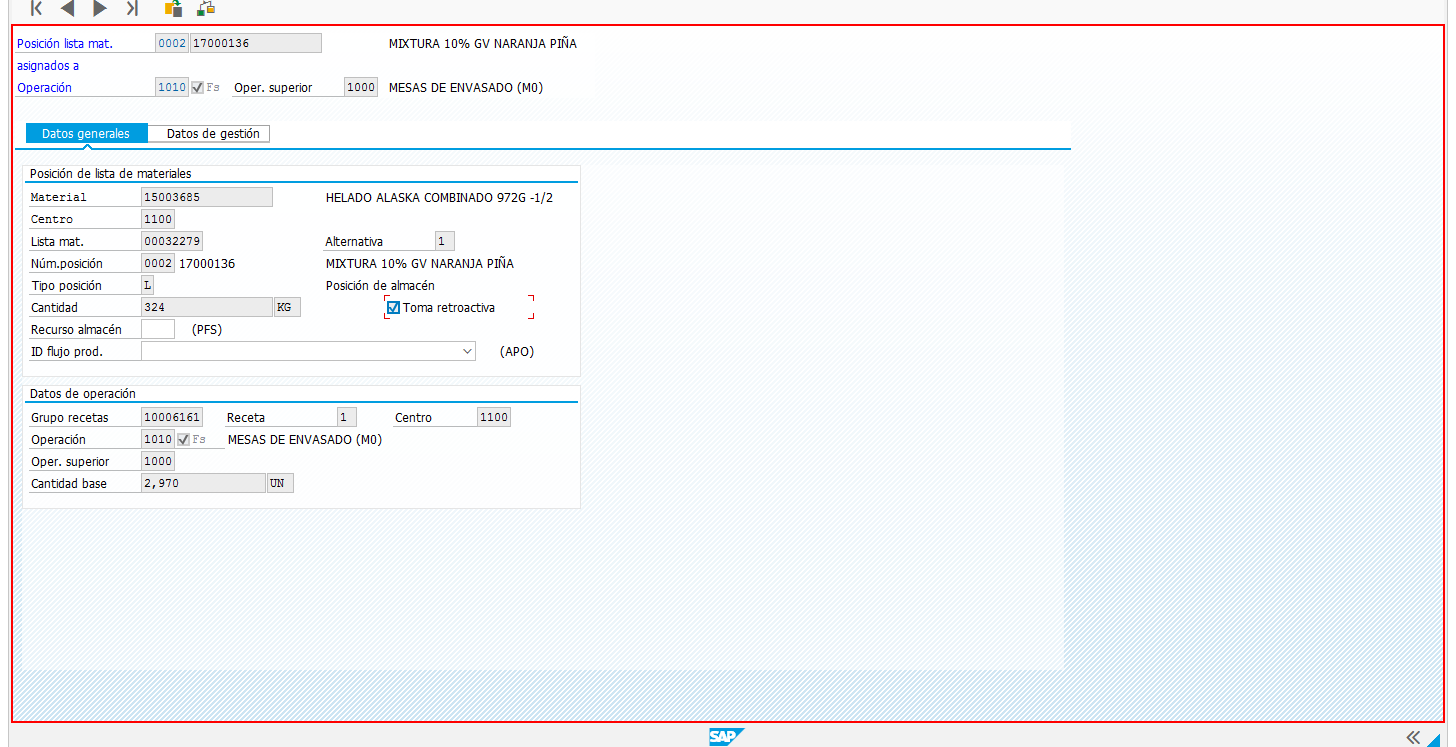 Posición lista mat. 0002 17000136 MIXTURA 10% GV NARANJA PIÑA
asignados a
Operación 1010 Fs Oper. superior 1000 MESAS DE ENVASADO (M0)
Datos generales Datos de gestión
Posición de lista de materiales
Material 15003685 HELADO ALASKA COMBINADO 972G -1/2
Centro 1100
Lista mat. 00032279 Alternativa 1
Núm.posición 0002 17000136 MIXTURA 10% GV NARANJA PIÑA
Tipo posición L Posición de almacén
Cantidad 324 KG Toma retroactiva
Recurso almacén (PFS)
ID flujo prod. (APO)
Datos de operación
Grupo recetas 10006161 Receta 1 Centro 1100
Operación 1010 Fs MESAS DE ENVASADO (M0)
Oper. superior 1000
Cantidad base 2,970 UN
SAP